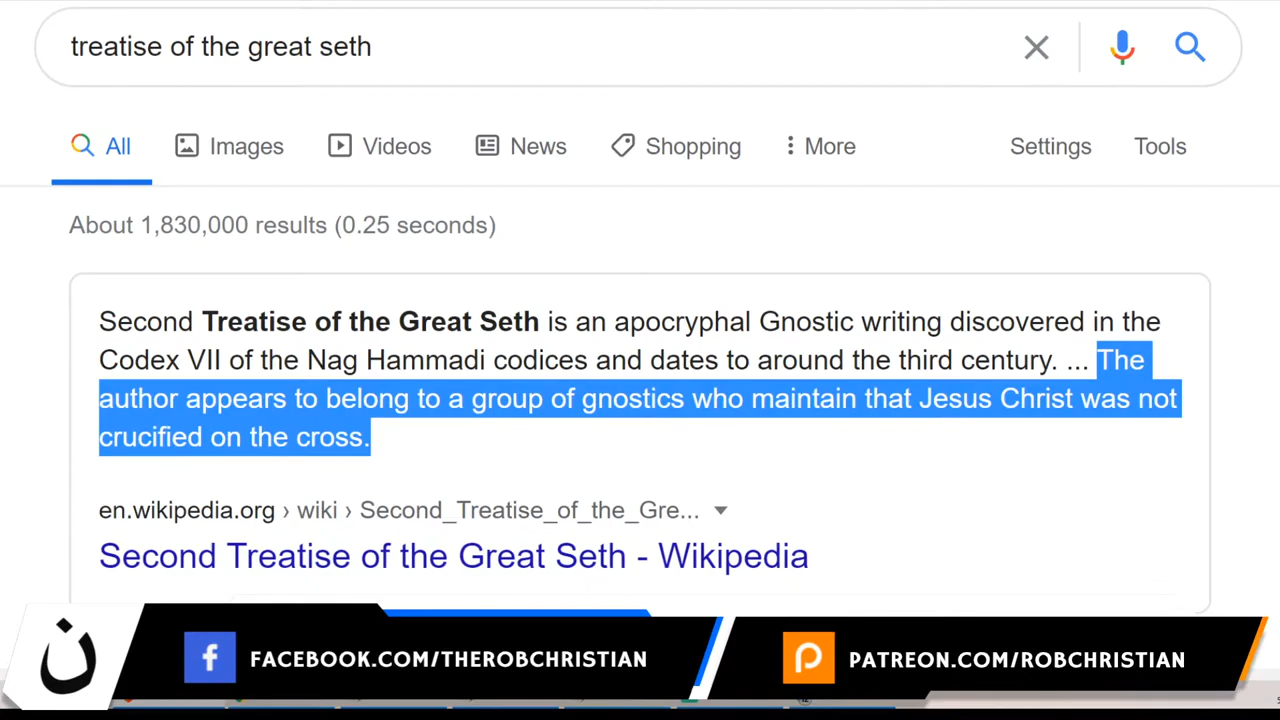 treatise of the great seth
All Images Videos News Shopping More Settings Tools
About 1,830,000 results (0.25 seconds)
Second Treatise of the Great Seth is an apocryphal Gnostic writing discovered in the
Codex VII of the Nag Hammadi codices and dates to around the third century. ... The
author appears to belong to a group of gnostics who maintain that Jesus Christ was not
crucified on the cross.
en.wikipedia.org › wiki › Second_Treatise_of_the_Gre...
Second Treatise of the Great Seth - Wikipedia
ن f FACEBOOK.COM/THEROBCHRISTIAN PATREON.COM/ROBCHRISTIAN